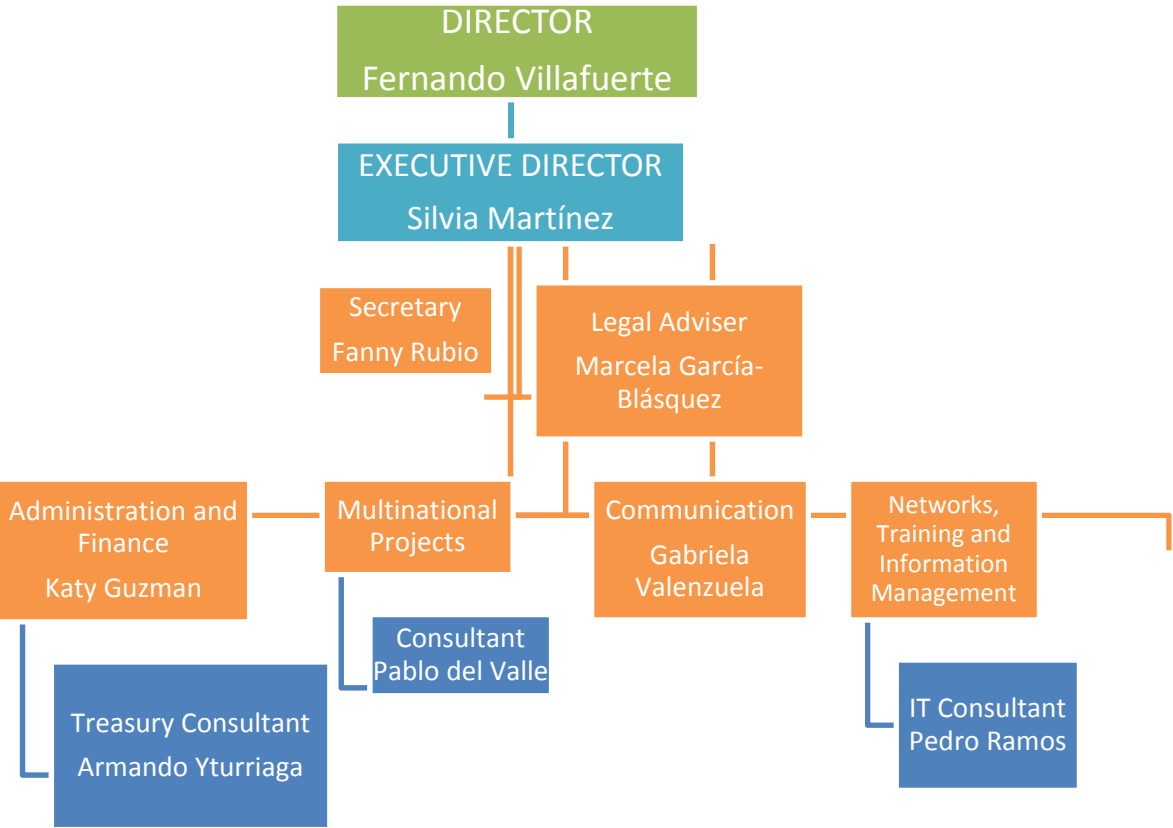 DIRECTOR
Fernando Villafuerte
EXECUTIVE DIRECTOR
Silvia Martínez
Secretary
Fanny Rubio
Legal Adviser
Marcela García-
Blásquez
Administration and
Finance
Katy Guzman
Multinational
Projects
Communication
Gabriela
Valenzuela
Networks,
Training and
Information
Management
Treasury Consultant
Armando Yturriaga
Consultant
Pablo del Valle
IT Consultant
Pedro Ramos